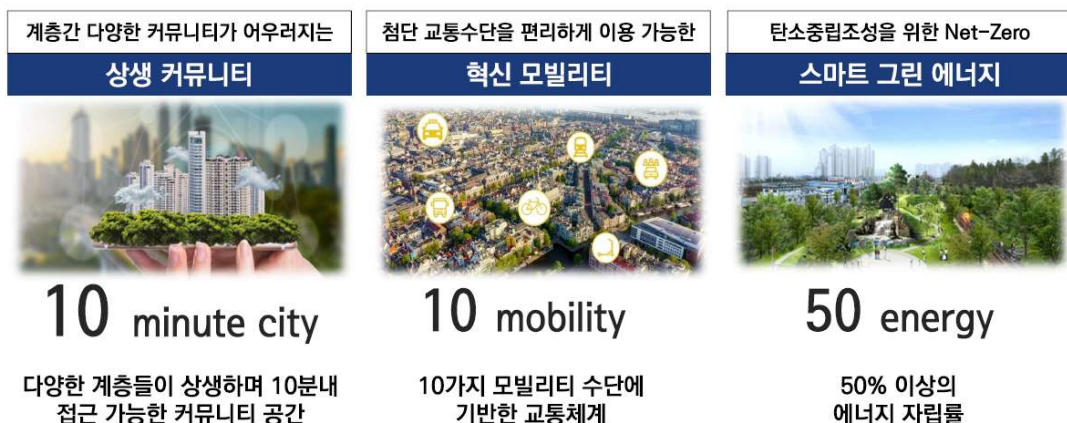 계층간 다양한 커뮤니티가 어우러지는
상생 커뮤니티
10 minute city
다양한 계층들이 상생하며 10분내
접근 가능한 커뮤니티 공간
첨단 교통수단을 편리하게 이용 가능한
혁신 모빌리티
10 mobility
10가지 모빌리티 수단에
기반한 교통체계
탄소중립조성을 위한 Net-Zero
스마트 그린 에너지
50 energy
50% 이상의
에너지 자립률